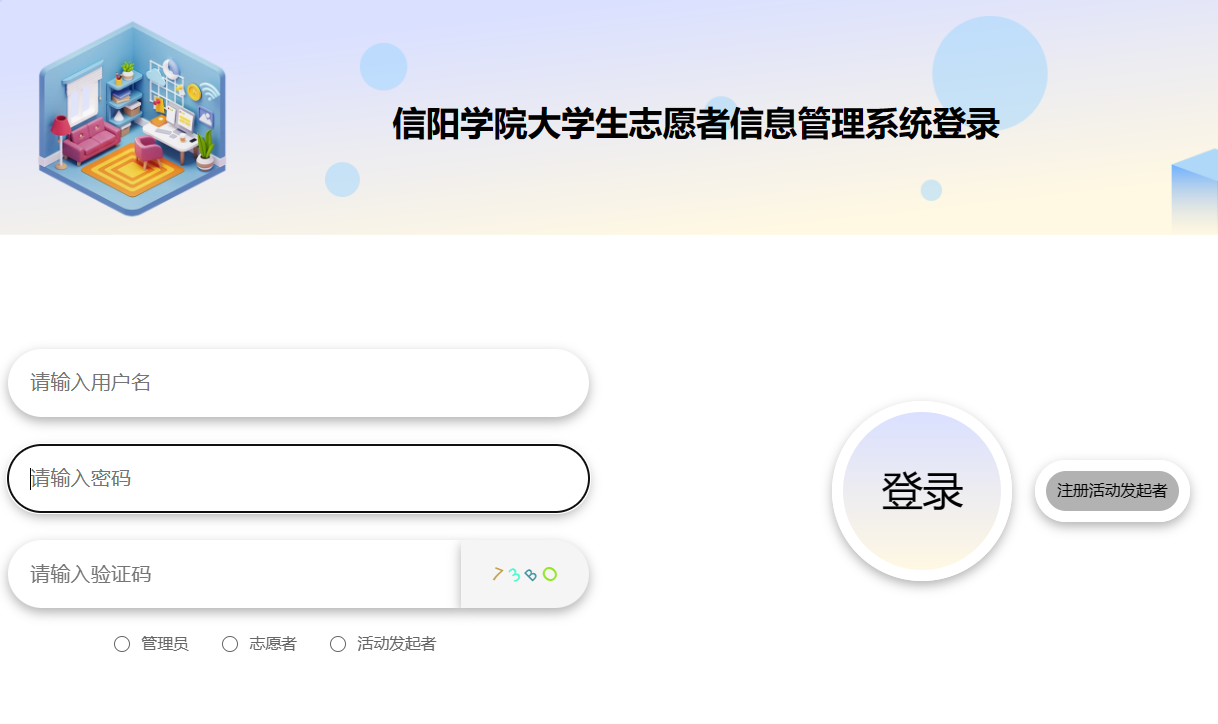 信阳学院大学生志愿者信息管理系统登录
请输入用户名
请输入密码
请输入验证码
73BO
管理员
志愿者
活动发起者
登录
注册活动发起者